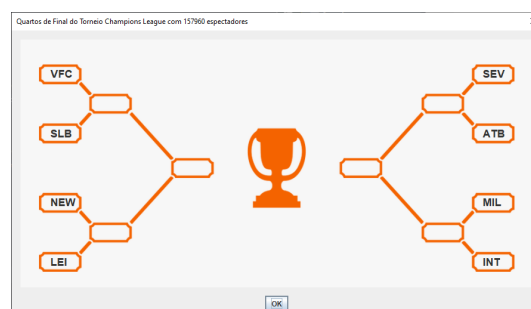 Quartos de Final do Torneio Champions League com 157960 espectadores
VFC
SEV
SLB
ATB
NEW
MIL
LEI
INT
OK